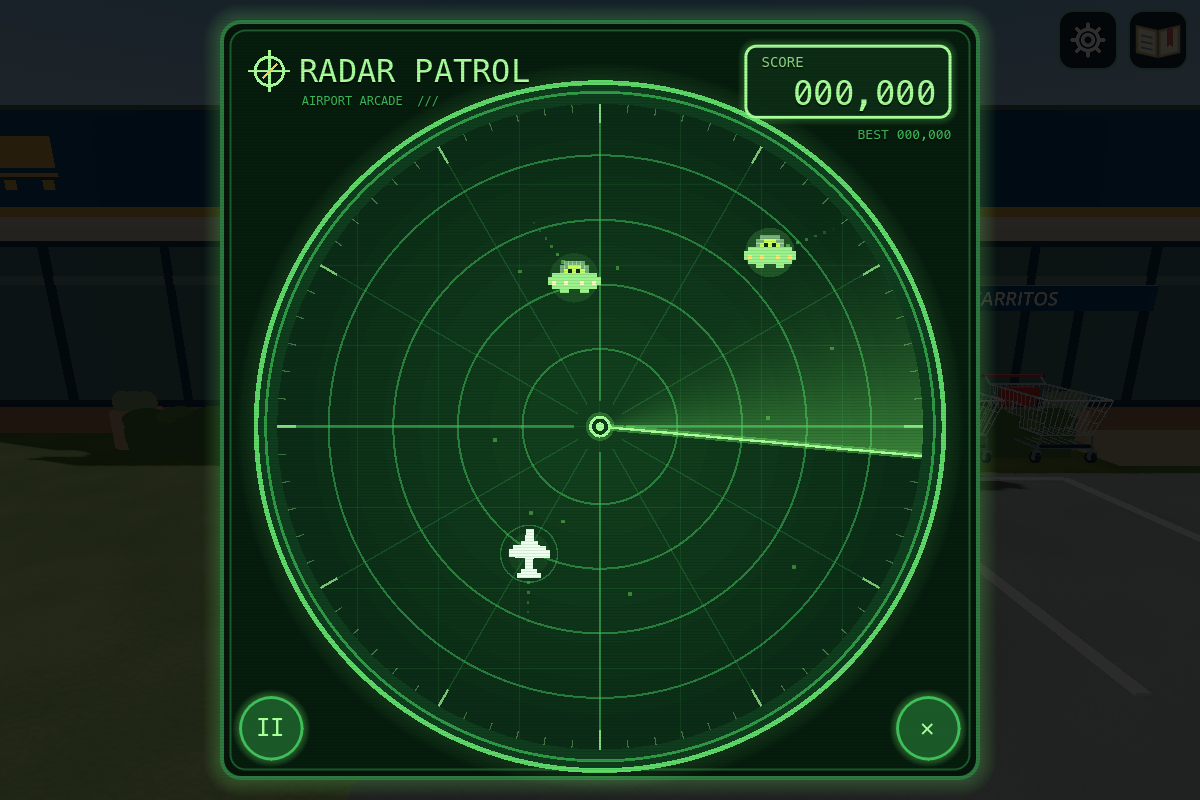 RADAR PATROL
AIRPORT ARCADE ///
SCORE
000,000
BEST 000,000
ARRITOS
II
×